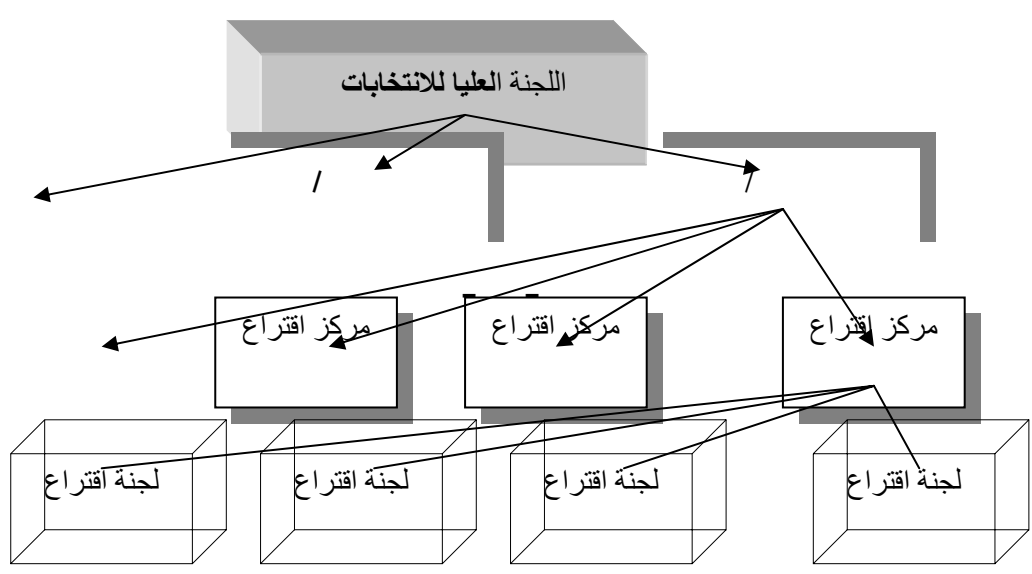 اللجنة العليا للانتخابات
/ /
مركز اقتراع
مركز اقتراع
مركز اقتراع
لجنة اقتراع
لجنة اقتراع
لجنة اقتراع
لجنة اقتراع